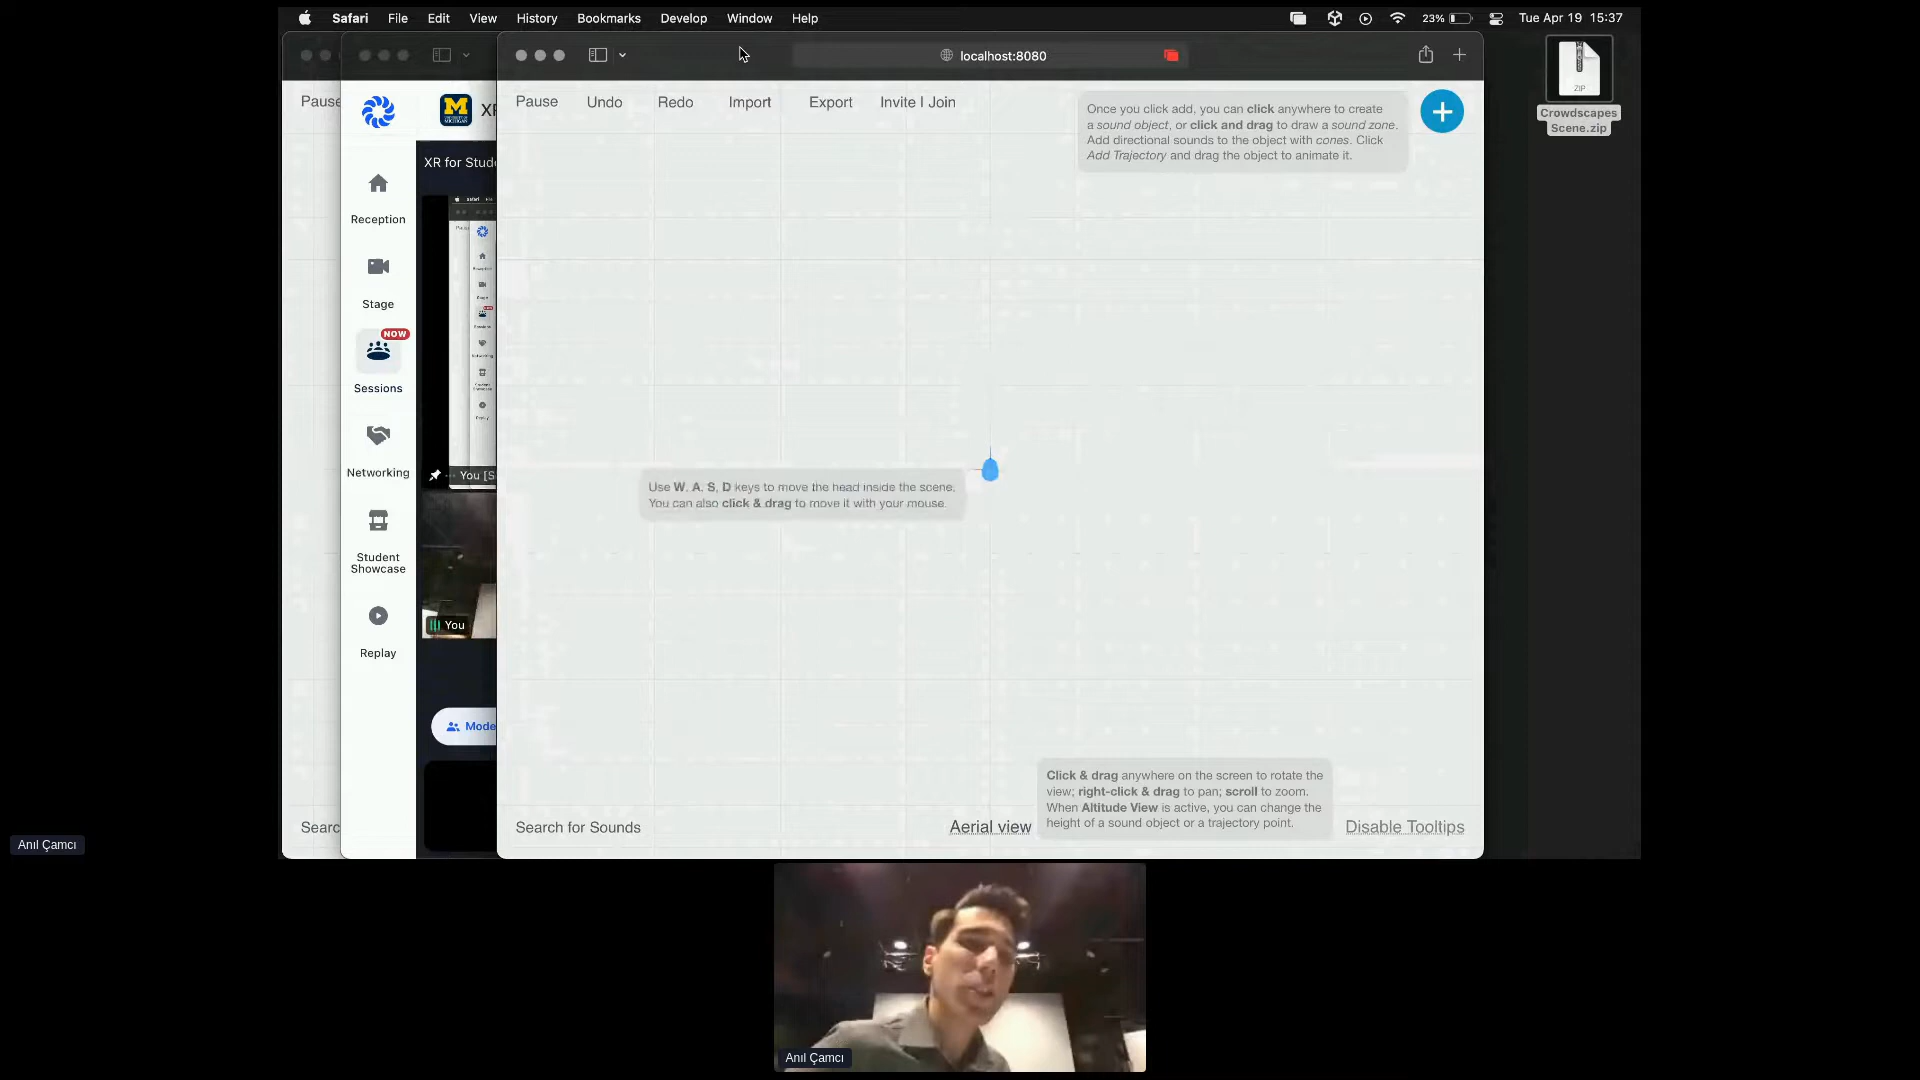 Safari File Edit View History Bookmarks Develop Window Help
23% Tue Apr 19 15:37
localhost:8080
Pause
Pause Undo Redo Import Export Invite | Join
XR
XR for Stude
Once you click add, you can click anywhere to create
a sound object, or click and drag to draw a sound zone.
Add directional sounds to the object with cones. Click
Add Trajectory and drag the object to animate it.
ZIP
Crowdscapes
Scene.zip
Reception
Stage
NOW
Sessions
Networking
Student
Showcase
Replay
You [S
You
Mode
Use W, A, S, D keys to move the head inside the scene.
You can also click & drag to move it with your mouse.
Click & drag anywhere on the screen to rotate the
view; right-click & drag to pan; scroll to zoom.
When Altitude View is active, you can change the
height of a sound object or a trajectory point.
Searc
Search for Sounds
Aerial view
Disable Tooltips
Anıl Çamcı
Anıl Çamcı